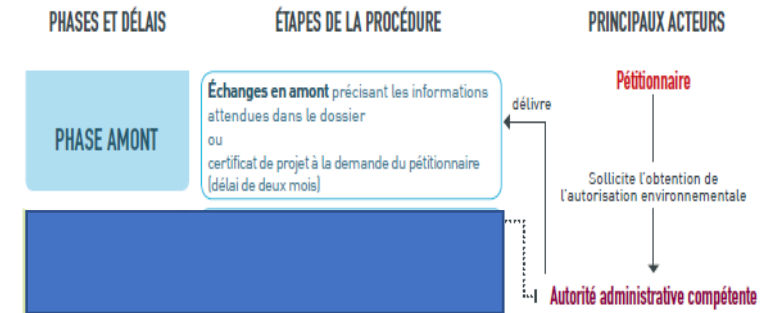 PHASES ET DÉLAIS
ÉTAPES DE LA PROCÉDURE
PRINCIPAUX ACTEURS
PHASE AMONT
Échanges en amont précisant les informations
attendues dans le dossier
ou
certificat de projet à la demande du pétitionnaire
(délai de deux mois)
délivre
Pétitionnaire
Sollicite l'obtention de
l'autorisation environnementale
Autorité administrative compétente